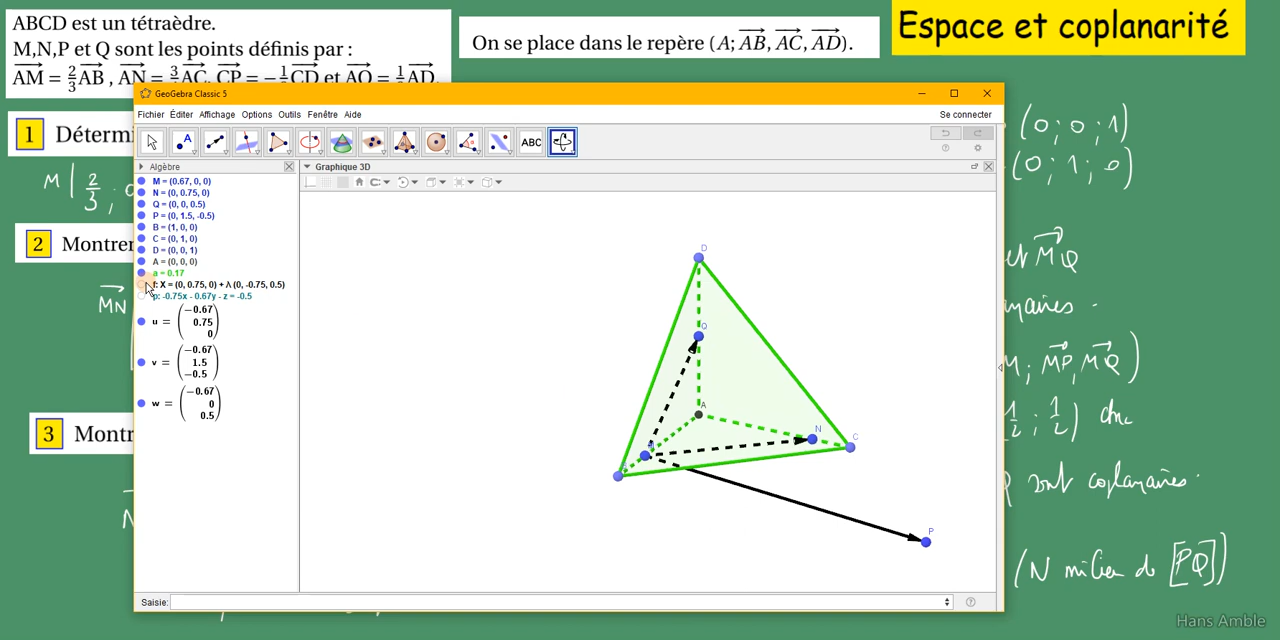 ABCD est un tétraèdre.
M,N,P et Q sont les points définis par :
AM = 2/3 AB , AN = 3/ AC, CP = − CD et AQ = 1/ AD.
On se place dans le repère (A; AB, AC, AD).
Espace et coplanarité
1 Détermi
M | 2/3 ;
2 Montrer
MN
3 Montr
N
GeoGebra Classic 5
Fichier Éditer Affichage Options Outils Fenêtre Aide
Se connecter
ABC
Algèbre
Graphique 3D
M = (0.67, 0, 0)
N = (0, 0.75, 0)
Q = (0, 0, 0.5)
P = (0, 1.5, -0.5)
B = (1, 0, 0)
C = (0, 1, 0)
D = (0, 0, 1)
A = (0, 0, 0)
a = 0.17
f: X = (0, 0.75, 0) + λ (0, -0.75, 0.5)
p: -0.75x - 0.67y - z = -0.5
u = ( −0.67
0.75
0 )
v = ( −0.67
1.5
−0.5 )
w = ( −0.67
0
0.5 )
D
Q
A
N
C
P
Saisie:
(0; 0; 1)
(0; 1; 0)
et MQ
M; MP, MQ )
1/2 ; 1/2 ) donc
Q sont coplanaires.
(N milieu de [PQ])
Hans Amble